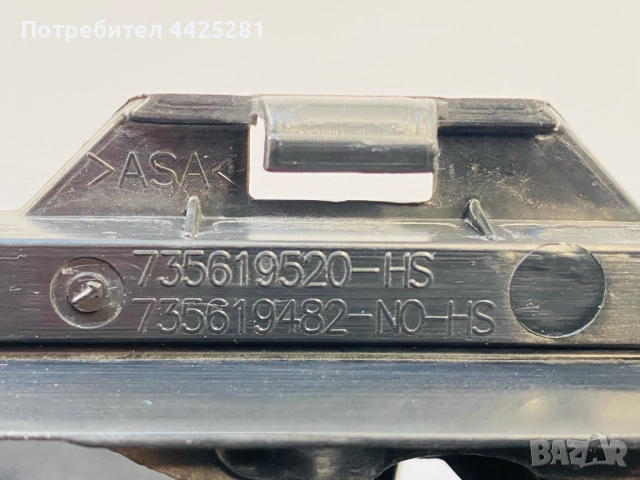 Потребител 4425281
>ASA<
735619520-HS
735619482-NO-HS
BAZAR